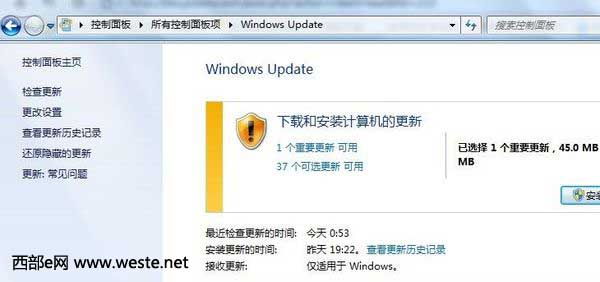 控制面板 ▸ 所有控制面板项 ▸ Windows Update
搜索控制面板
控制面板主页
检查更新
更改设置
查看更新历史记录
还原隐藏的更新
更新: 常见问题
Windows Update
下载和安装计算机的更新
1 个重要更新 可用
37 个可选更新 可用
已选择 1 个重要更新，45.0 MB
MB
安装
最近检查更新的时间: 今天 0:53
安装更新的时间: 昨天 19:22。 查看更新历史记录
接收更新: 仅适用于 Windows。
西部e网 www.weste.net